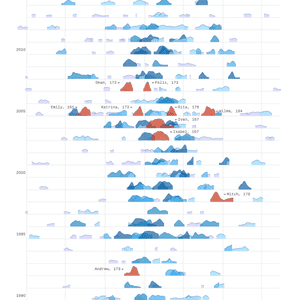 2010
Dean, 173
Felix, 173
2005
Emily, 165
Katrina, 175
Rita, 178
Wilma, 184
Ivan, 167
Isabel, 167
2000
Mitch, 178
1995
Andrew, 173
1990